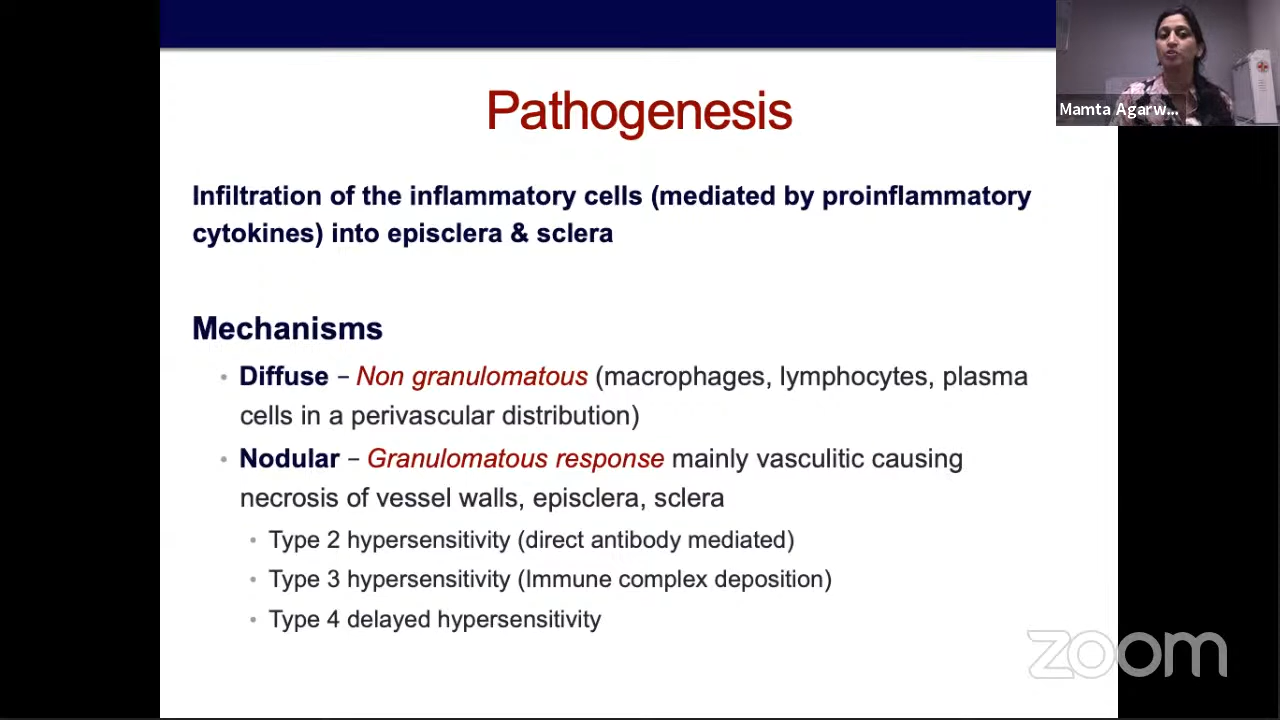 Pathogenesis
Infiltration of the inflammatory cells (mediated by proinflammatory
cytokines) into episclera & sclera
Mechanisms
• Diffuse – Non granulomatous (macrophages, lymphocytes, plasma
cells in a perivascular distribution)
• Nodular – Granulomatous response mainly vasculitic causing
necrosis of vessel walls, episclera, sclera
• Type 2 hypersensitivity (direct antibody mediated)
• Type 3 hypersensitivity (Immune complex deposition)
• Type 4 delayed hypersensitivity
Mamta Agarw...
zoom